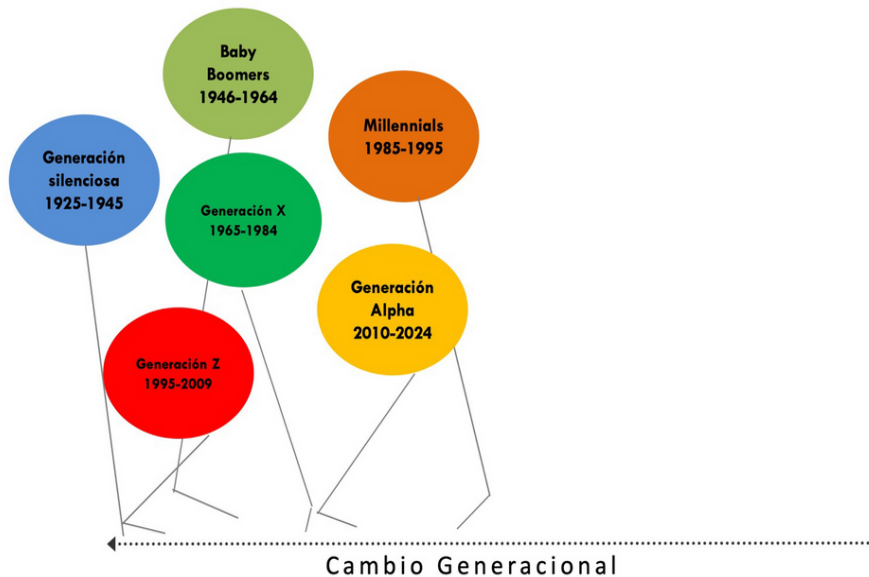 Baby
Boomers
1946-1964
Millennials
1985-1995
Generación
silenciosa
1925-1945
Generación X
1965-1984
Generación
Alpha
2010-2024
Generación Z
1995-2009
Cambio Generacional